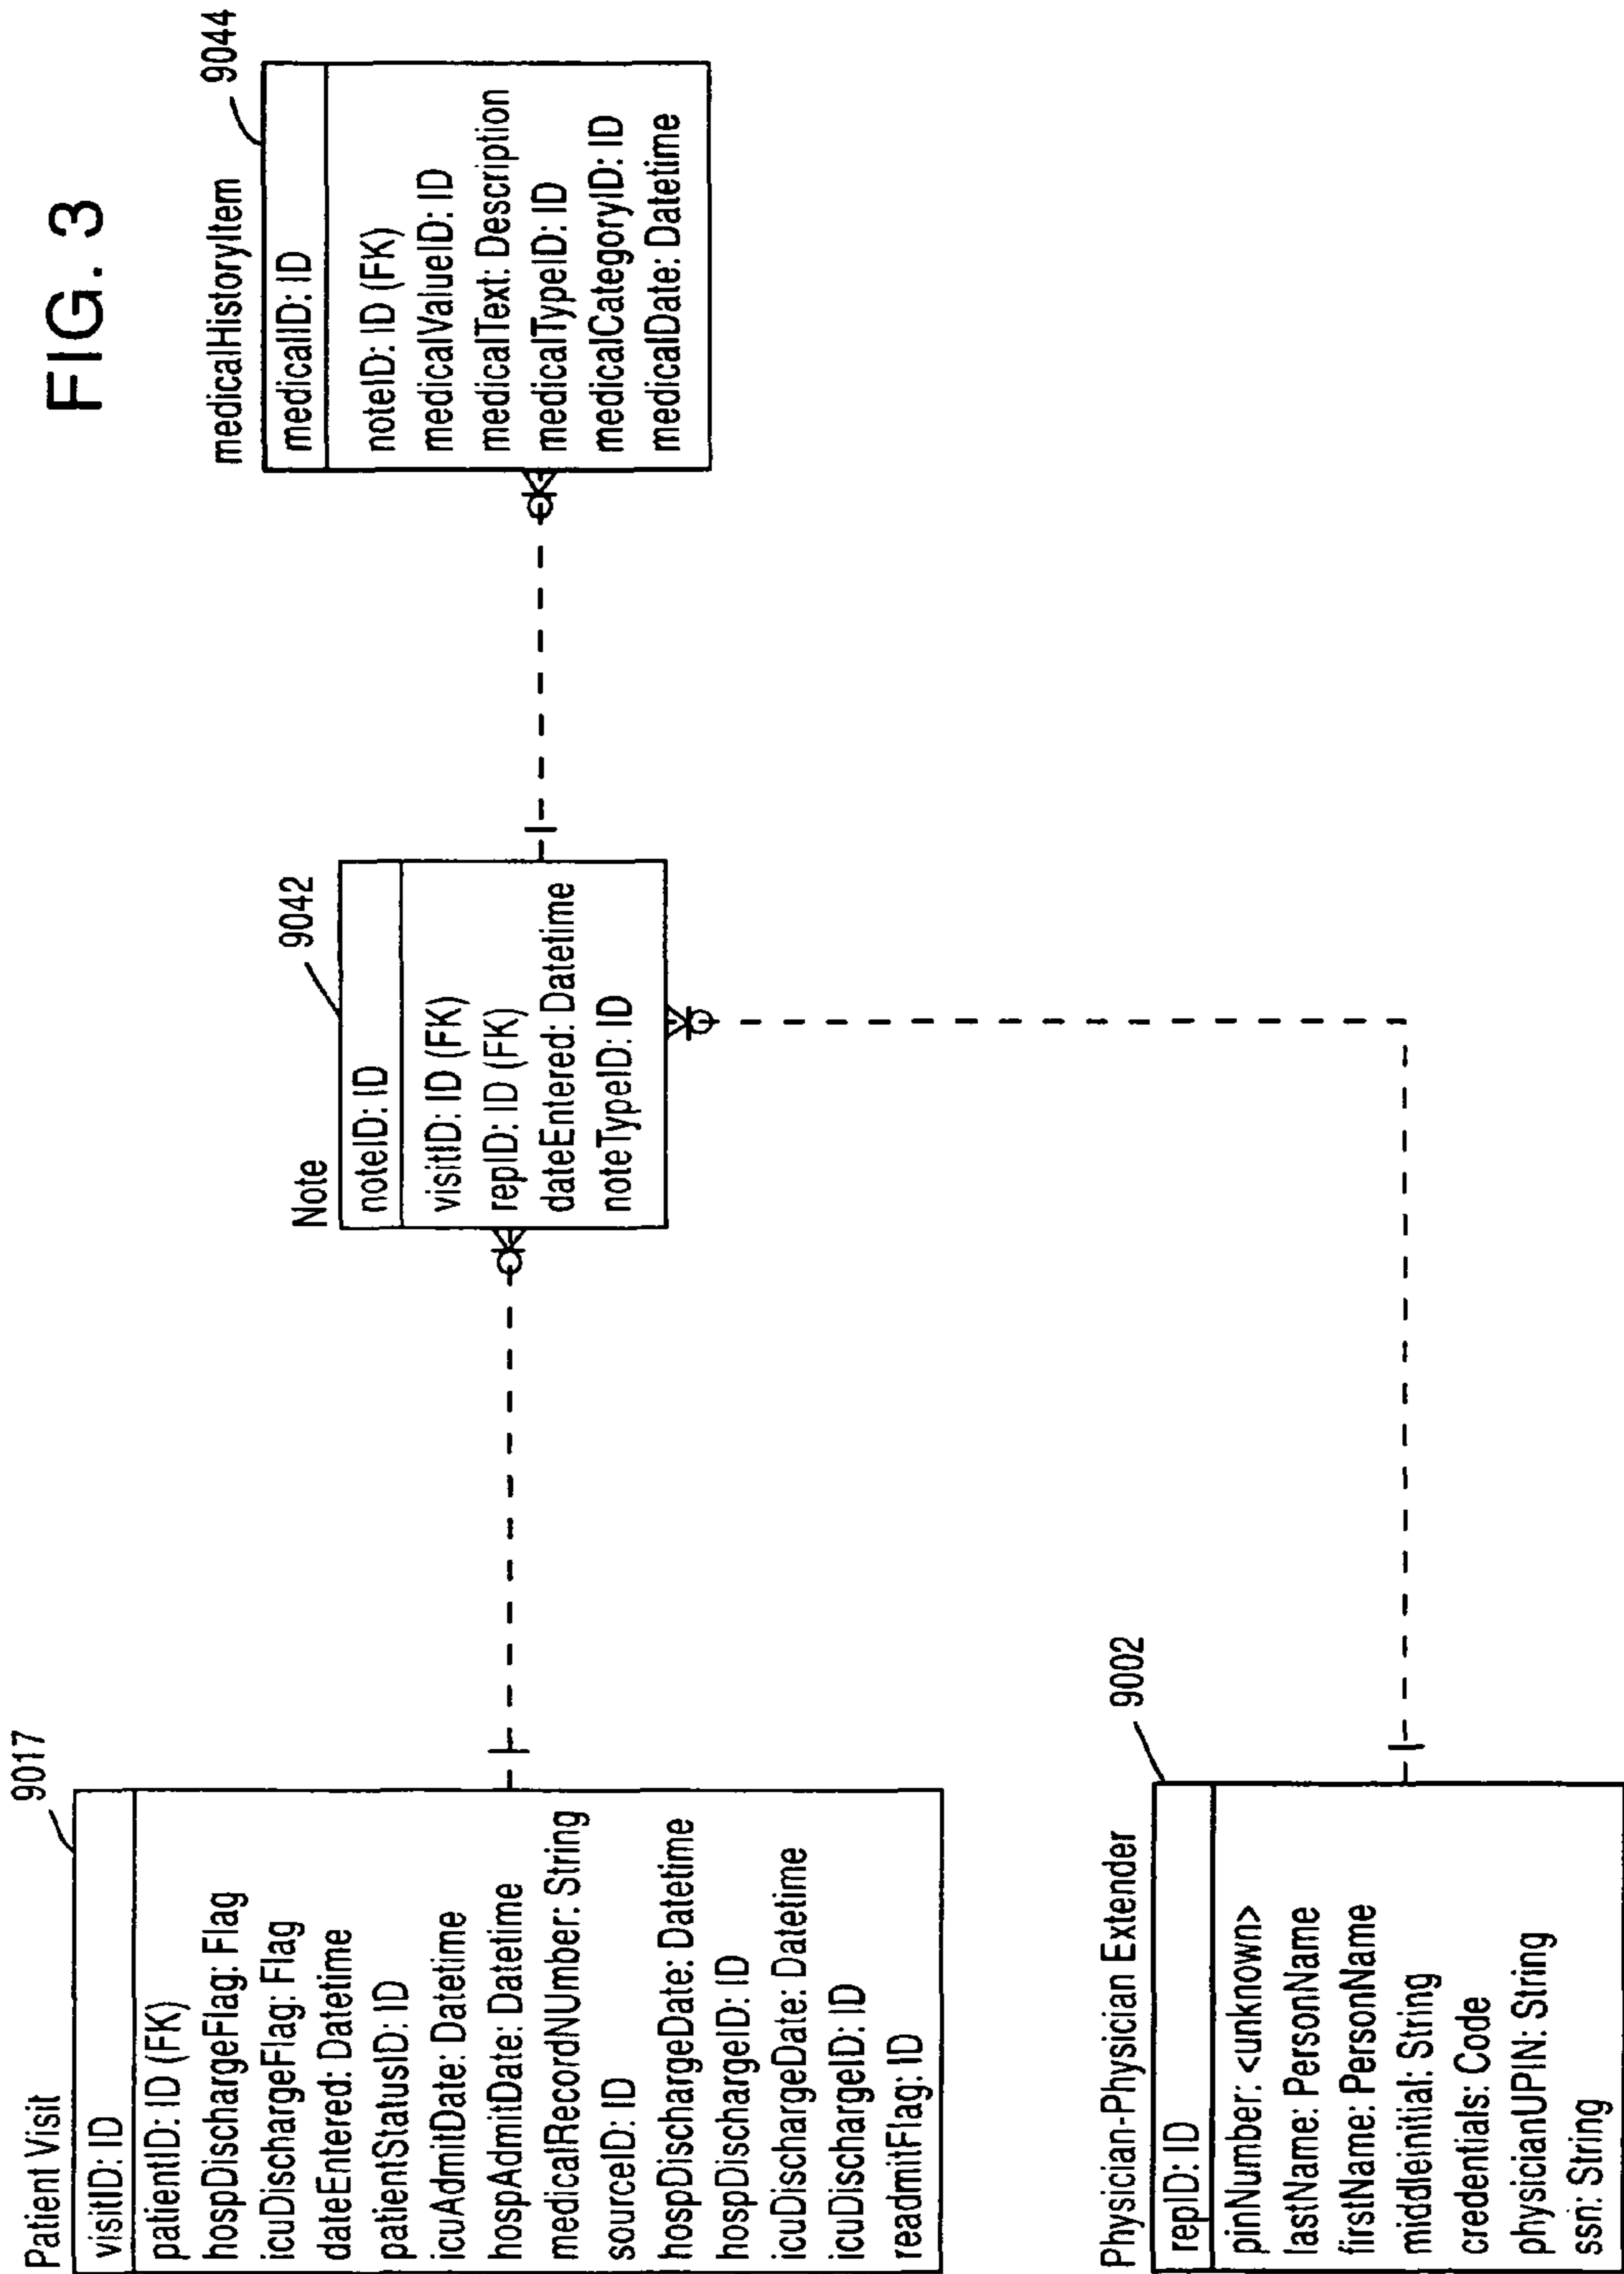 FIG. 3
Patient Visit
9017
visitID: ID
patientID: ID (FK)
hospDischargeFlag: Flag
icuDischargeFlag: Flag
dateEntered: Datetime
patientStatusID: ID
icuAdmitDate: Datetime
hospAdmitDate: Datetime
medicalRecordNUmber: String
sourceID: ID
hospDischargeDate: Datetime
hospDischargeID: ID
icuDischargeDate: Datetime
icuDischargeID: ID
readmitFlag: ID
Note
9042
noteID: ID
visitID: ID (FK)
repID: ID (FK)
dateEntered: Datetime
noteTypeID: ID
medicalHistoryItem
9044
medicalID: ID
noteID: ID (FK)
medicalValueID: ID
medicalText: Description
medicalTypeID: ID
medicalCategoryID: ID
medicalDate: Datetime
Physician-Physician Extender
9002
repID: ID
pinNumber: <unknown>
lastName: PersonName
firstName: PersonName
middleinitial: String
credentials: Code
physicianUPIN: String
ssn: String